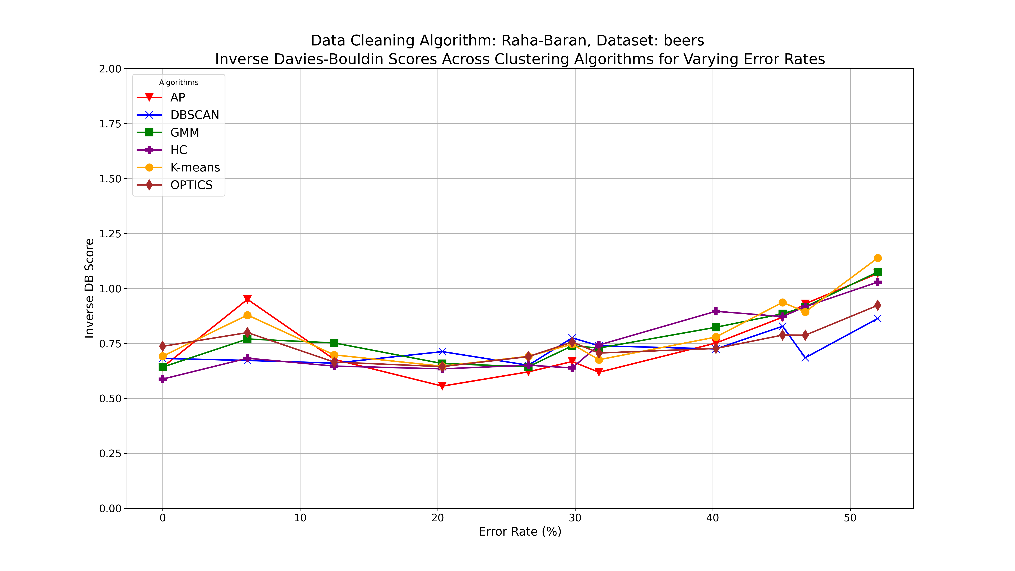 Data Cleaning Algorithm: Raha-Baran, Dataset: beers
Inverse Davies-Bouldin Scores Across Clustering Algorithms for Varying Error Rates
2.00
1.75
1.50
1.25
1.00
0.75
0.50
0.25
0.00
Inverse DB Score
Algorithms
AP
DBSCAN
GMM
HC
K-means
OPTICS
0 10 20 30 40 50
Error Rate (%)